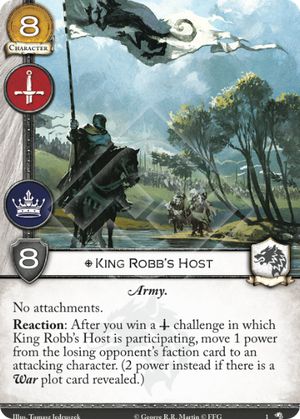 8
CHARACTER
8
KING ROBB'S HOST
Army.
No attachments.
Reaction: After you win a challenge in which
King Robb's Host is participating, move 1 power
from the losing opponent's faction card to an
attacking character. (2 power instead if there is a
War plot card revealed.)
Illus. Tomasz Jedruszek
© George R.R. Martin © FFG
1